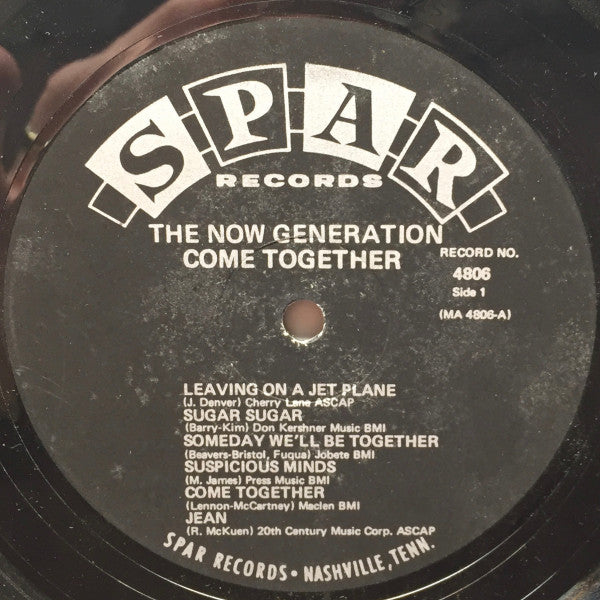 SPAR
RECORDS
THE NOW GENERATION
COME TOGETHER
RECORD NO.
4806
Side 1
(MA 4806-A)
LEAVING ON A JET PLANE
(J. Denver) Cherry Lane ASCAP
SUGAR SUGAR
(Barry-Kim) Don Kershner Music BMI
SOMEDAY WE'LL BE TOGETHER
(Beavers-Bristol, Fuqua) Jobete BMI
SUSPICIOUS MINDS
(M. James) Press Music BMI
COME TOGETHER
(Lennon-McCartney) Maclen BMI
JEAN
(R. McKuen) 20th Century Music Corp. ASCAP
SPAR RECORDS • NASHVILLE, TENN.